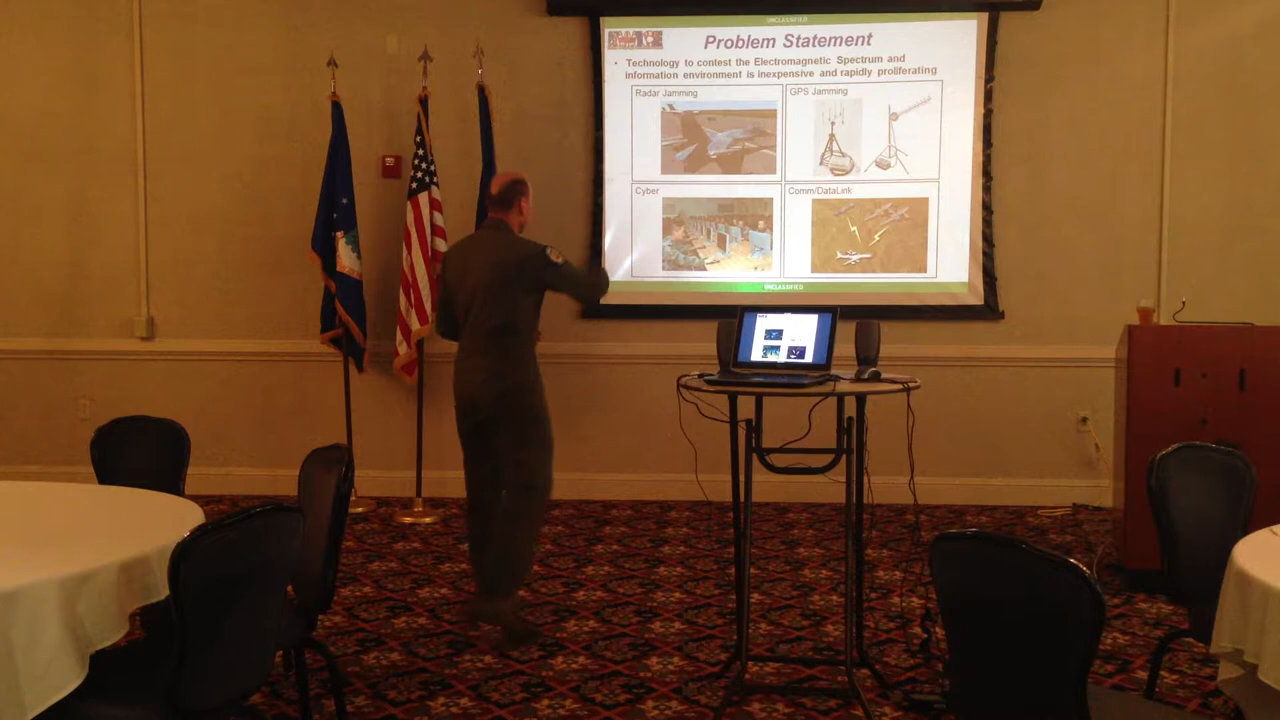 UNCLASSIFIED
Problem Statement
• Technology to contest the Electromagnetic Spectrum and
information environment is inexpensive and rapidly proliferating
Radar Jamming
GPS Jamming
Cyber
Comm/DataLink
UNCLASSIFIED